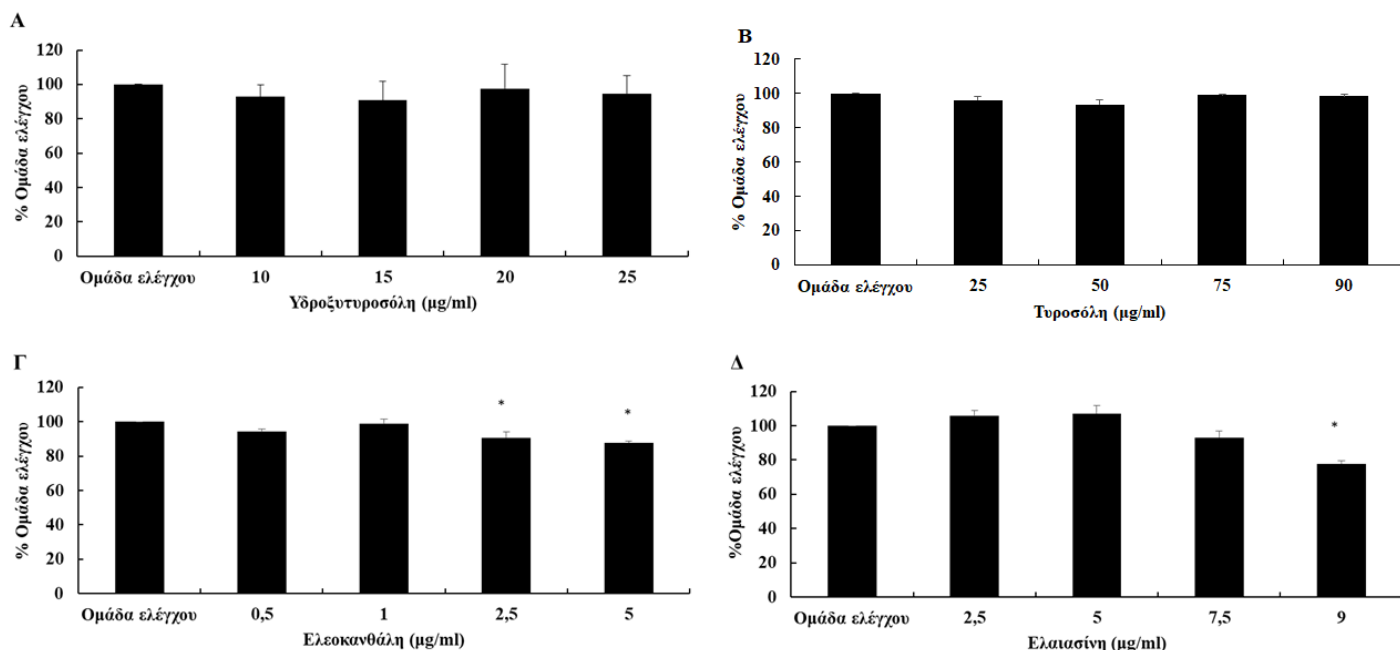 Α
% Ομάδα ελέγχου
120
100
80
60
40
20
0
Ομάδα ελέγχου 10 15 20 25
Υδροξυτυροσόλη (μg/ml)
Β
% Ομάδα ελέγχου
120
100
80
60
40
20
0
Ομάδα ελέγχου 25 50 75 90
Τυροσόλη (μg/ml)
Γ
% Ομάδα ελέγχου
120
100
80
60
40
20
0
* *
Ομάδα ελέγχου 0,5 1 2,5 5
Ελεοκανθάλη (μg/ml)
Δ
%Ομάδα ελέγχου
120
100
80
60
40
20
0
*
Ομάδα ελέγχου 2,5 5 7,5 9
Ελαιασίνη (μg/ml)